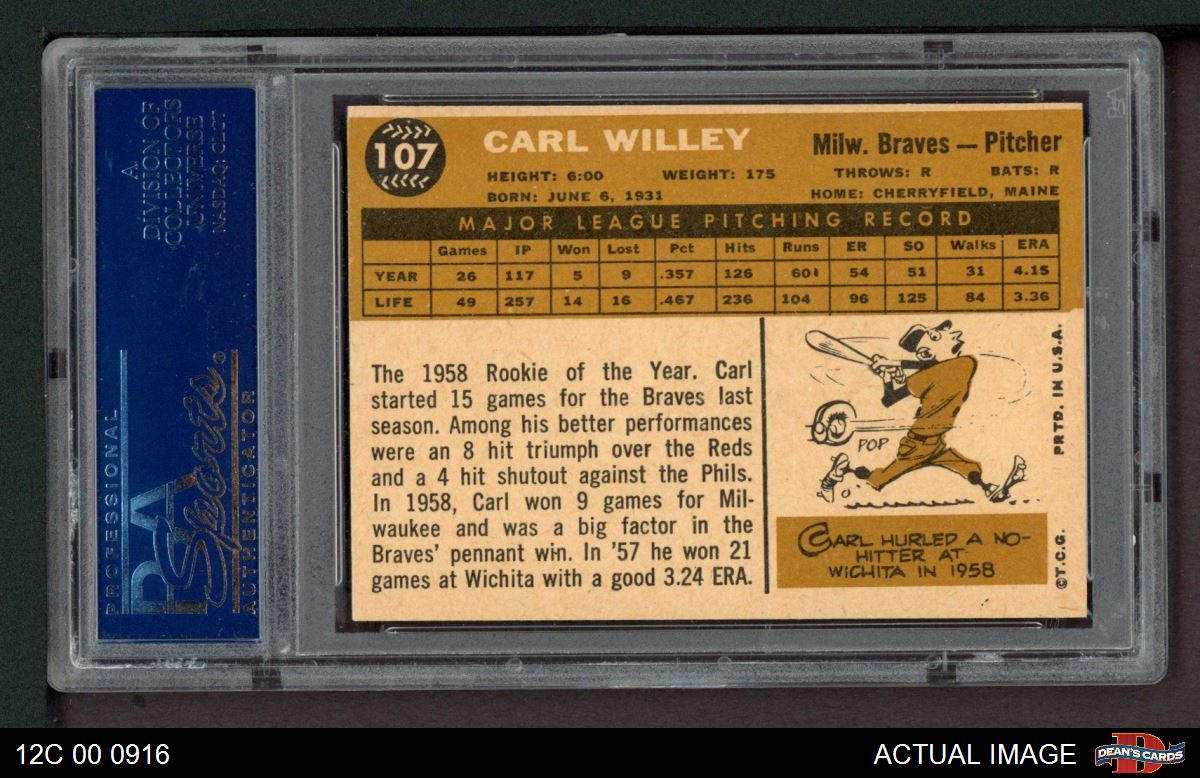 A
DIVISION OF
COLLECTORS
UNIVERSE
NASDAQ: CLCT
PROFESSIONAL
PSA
Sports®
AUTHENTICATOR
107
CARL WILLEY
Milw. Braves — Pitcher
HEIGHT: 6:00 WEIGHT: 175 THROWS: R BATS: R
BORN: JUNE 6, 1931 HOME: CHERRYFIELD, MAINE
MAJOR LEAGUE PITCHING RECORD
Games IP Won Lost Pct Hits Runs ER SO Walks ERA
YEAR 26 117 5 9 .357 126 60 54 51 31 4.15
LIFE 49 257 14 16 .467 236 104 96 125 84 3.36
The 1958 Rookie of the Year. Carl
started 15 games for the Braves last
season. Among his better performances
were an 8 hit triumph over the Reds
and a 4 hit shutout against the Phils.
In 1958, Carl won 9 games for Mil-
waukee and was a big factor in the
Braves' pennant win. In '57 he won 21
games at Wichita with a good 3.24 ERA.
POP
CARL HURLED A NO-
HITTER AT
WICHITA IN 1958
©T.C.G. PRTD. IN U.S.A.
12C 00 0916
ACTUAL IMAGE
DEAN'S CARDS